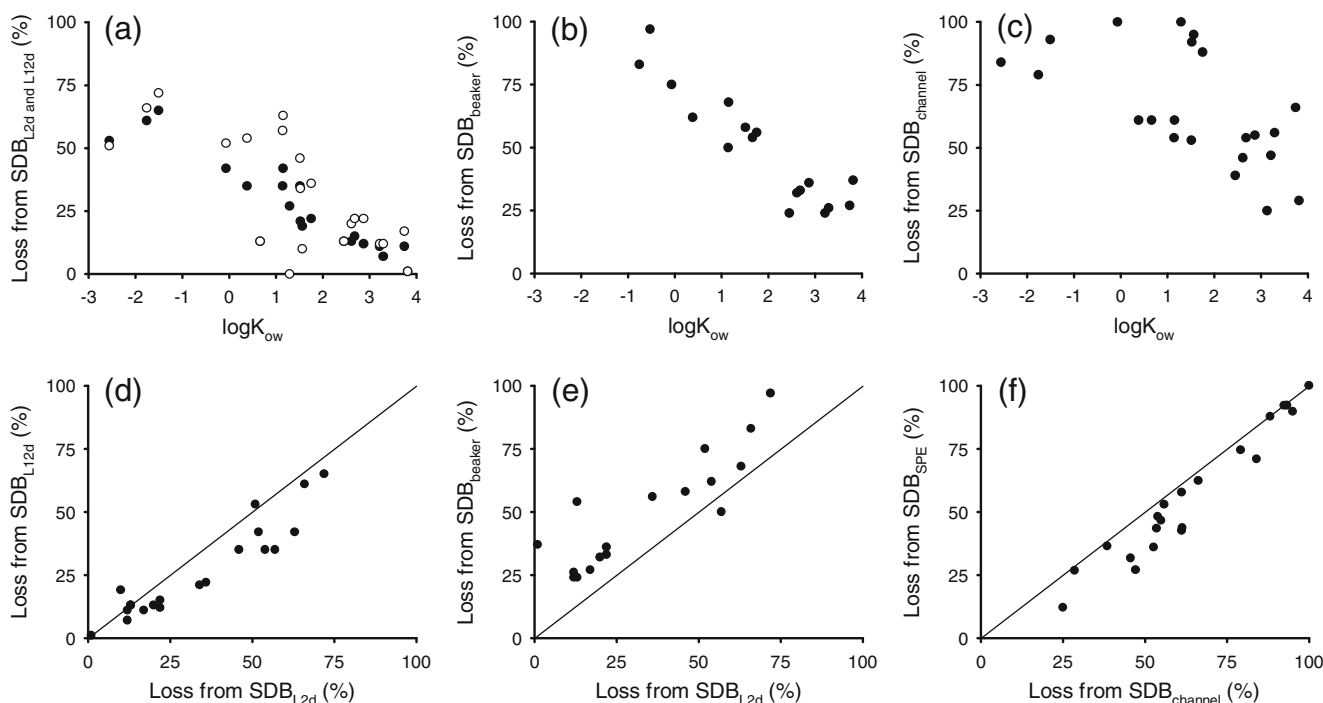 (a)
Loss from SDB_L2d and L12d (%)
100
75
50
25
0
-3 -2 -1 0 1 2 3 4
logK_ow
(b)
Loss from SDB_beaker (%)
100
75
50
25
0
-3 -2 -1 0 1 2 3 4
logK_ow
(c)
Loss from SDB_channel (%)
100
75
50
25
0
-3 -2 -1 0 1 2 3 4
logK_ow
(d)
Loss from SDB_L12d (%)
100
75
50
25
0
0 25 50 75 100
Loss from SDB_L2d (%)
(e)
Loss from SDB_beaker (%)
100
75
50
25
0
0 25 50 75 100
Loss from SDB_L2d (%)
(f)
Loss from SDB_SPE (%)
100
75
50
25
0
0 25 50 75 100
Loss from SDB_channel (%)